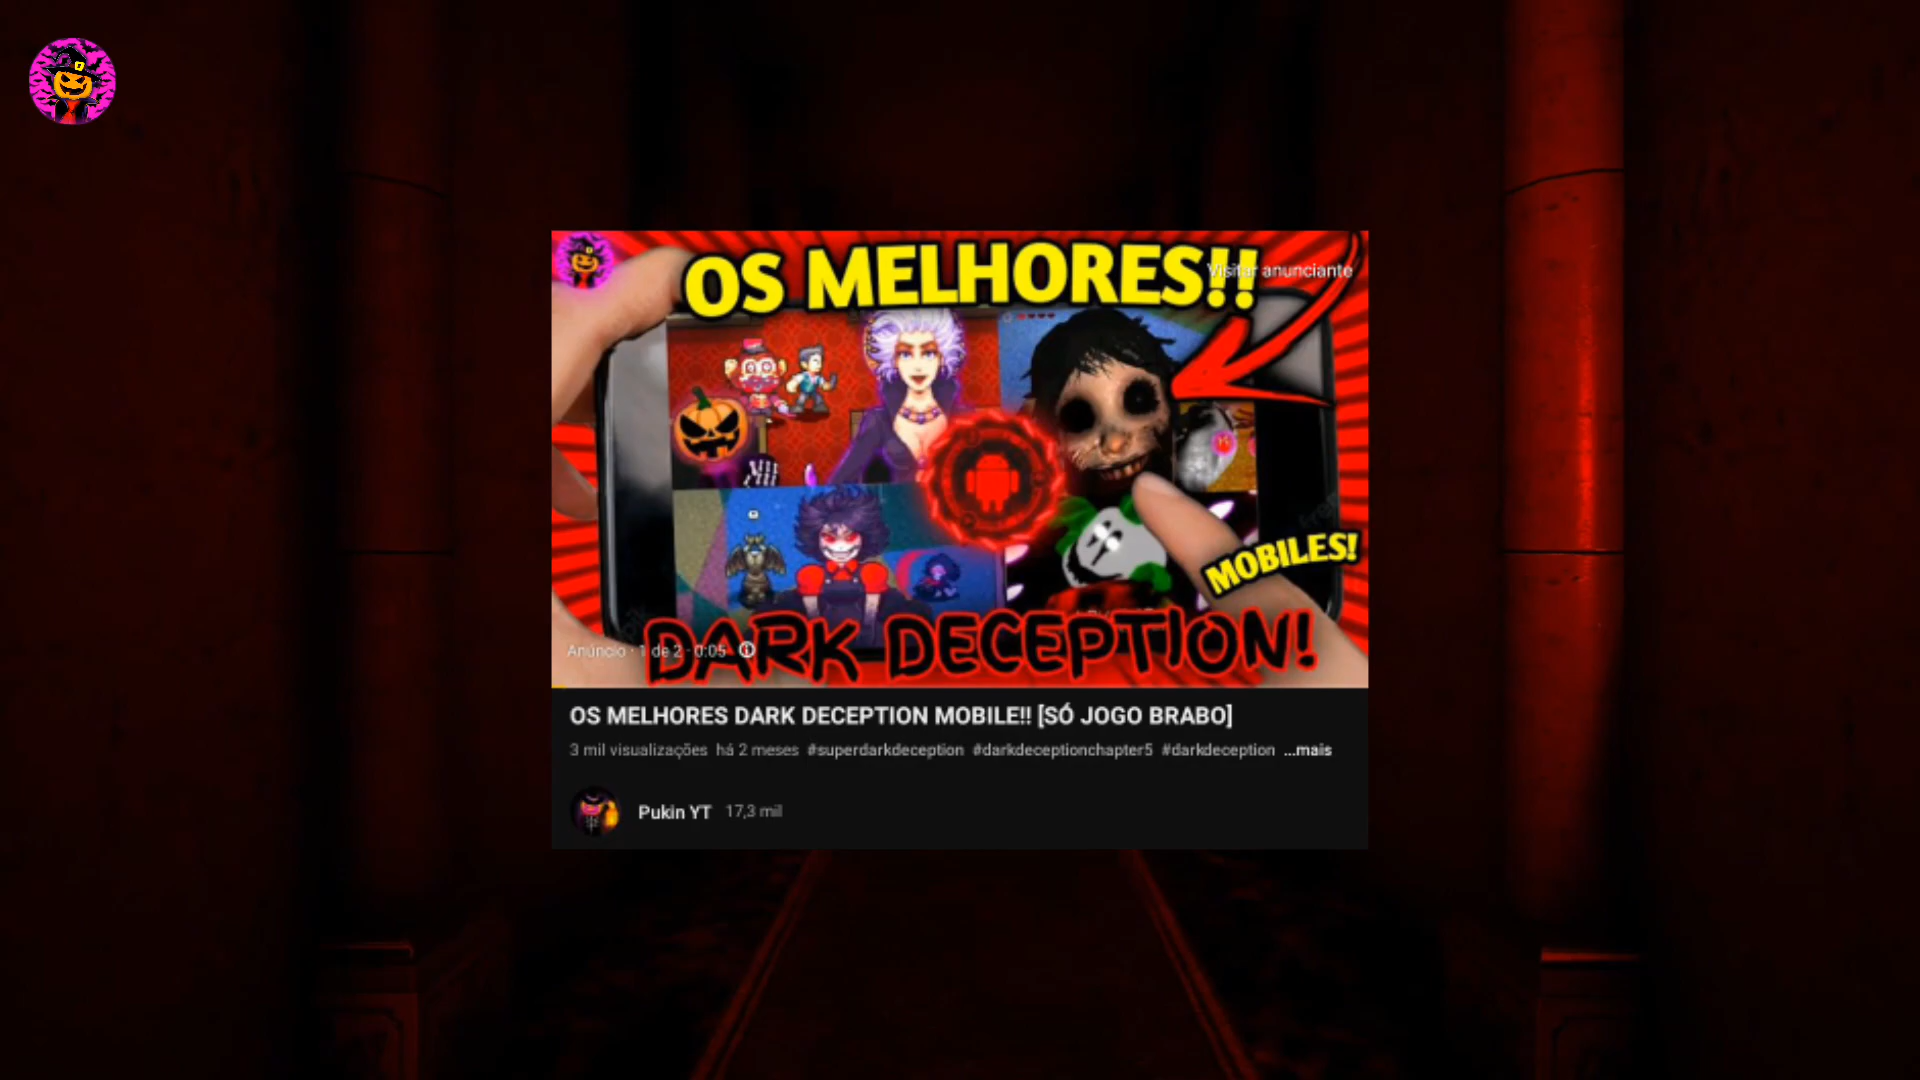 OS MELHORES!!
Visitar anunciante
MOBILES!
DARK DECEPTION!
Anúncio · 1 de 2 · 0:05
OS MELHORES DARK DECEPTION MOBILE!! [SÓ JOGO BRABO]
3 mil visualizações há 2 meses #superdarkdeception #darkdeceptionchapter5 #darkdeception ...mais
Pukin YT 17,3 mil